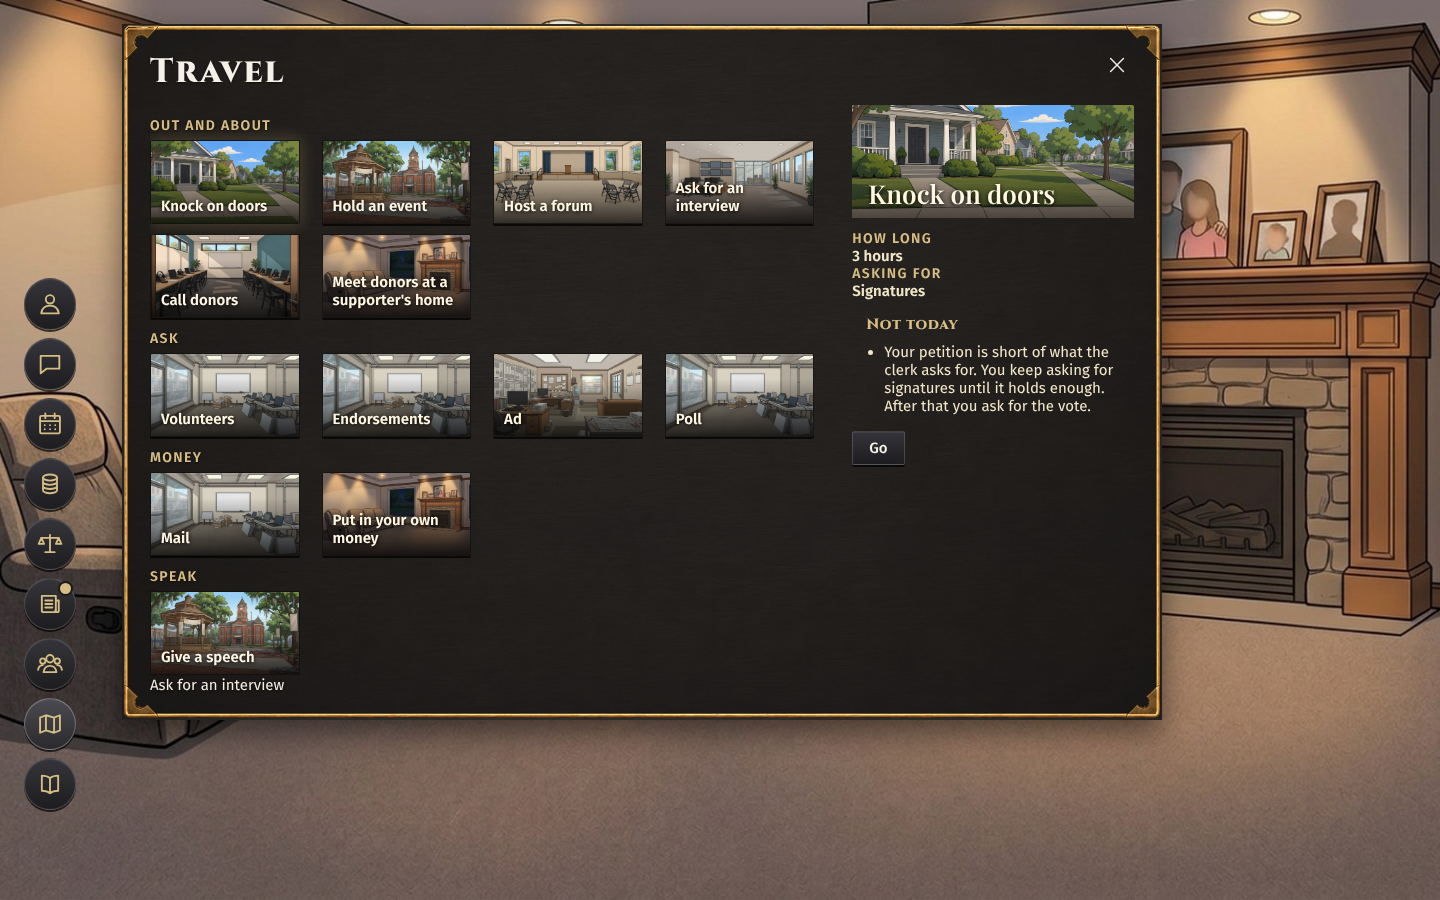 Travel
OUT AND ABOUT
Knock on doors
Hold an event
Host a forum
Ask for an
interview
Call donors
Meet donors at a
supporter's home
ASK
Volunteers
Endorsements
Ad
Poll
MONEY
Mail
Put in your own
money
SPEAK
Give a speech
Ask for an interview
Knock on doors
HOW LONG
3 hours
ASKING FOR
Signatures
Not today
• Your petition is short of what the
clerk asks for. You keep asking for
signatures until it holds enough.
After that you ask for the vote.
Go